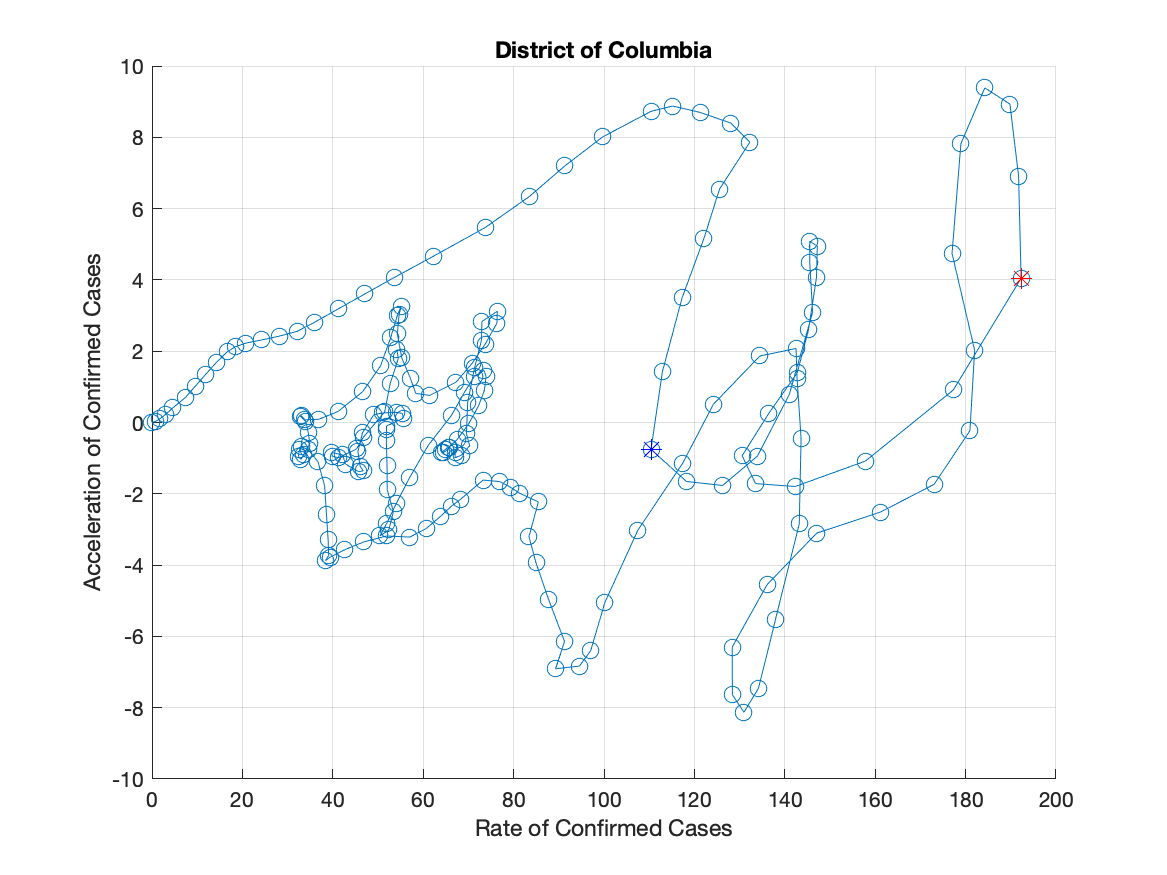 District of Columbia
10
8
6
4
2
0
-2
-4
-6
-8
-10
0 20 40 60 80 100 120 140 160 180 200
Acceleration of Confirmed Cases
Rate of Confirmed Cases